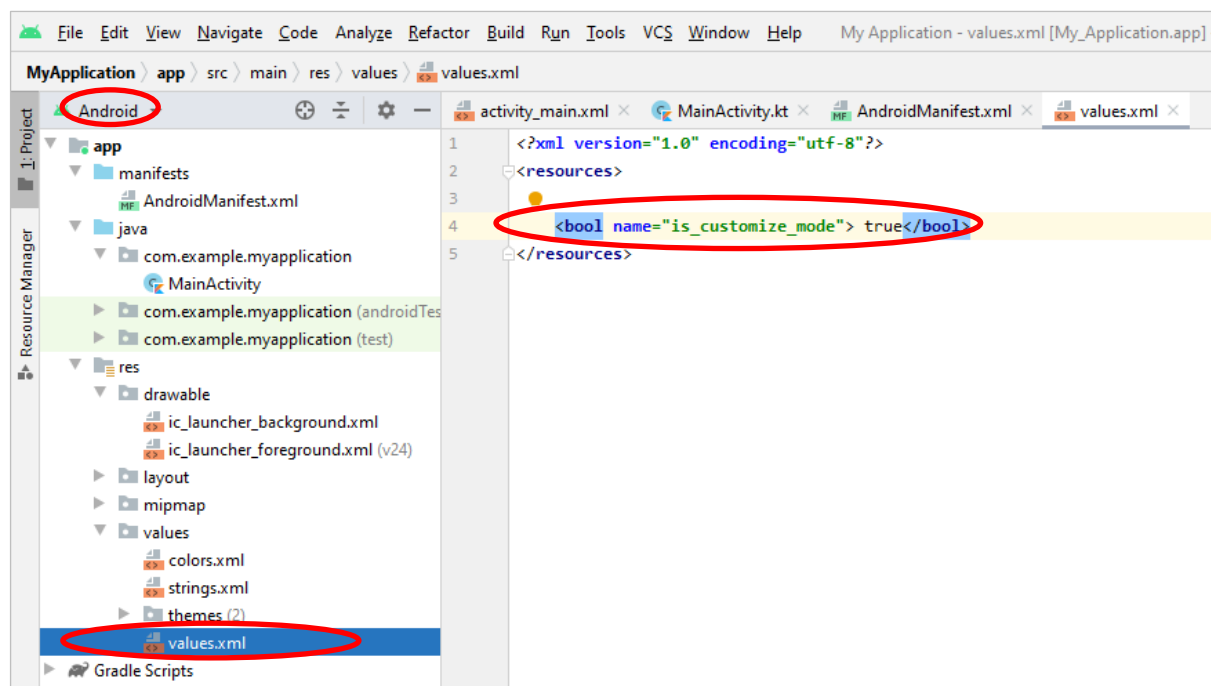 File Edit View Navigate Code Analyze Refactor Build Run Tools VCS Window Help My Application - values.xml [My_Application.app]
MyApplication app src main res values values.xml
1: Project
Resource Manager
Android
app
manifests
MF AndroidManifest.xml
java
com.example.myapplication
MainActivity
com.example.myapplication (androidTes
com.example.myapplication (test)
res
drawable
ic_launcher_background.xml
ic_launcher_foreground.xml (v24)
layout
mipmap
values
colors.xml
strings.xml
themes (2)
values.xml
Gradle Scripts
activity_main.xml MainActivity.kt MF AndroidManifest.xml values.xml
1 <?xml version="1.0" encoding="utf-8"?>
2 <resources>
3
4 <bool name="is_customize_mode"> true</bool>
5 </resources>